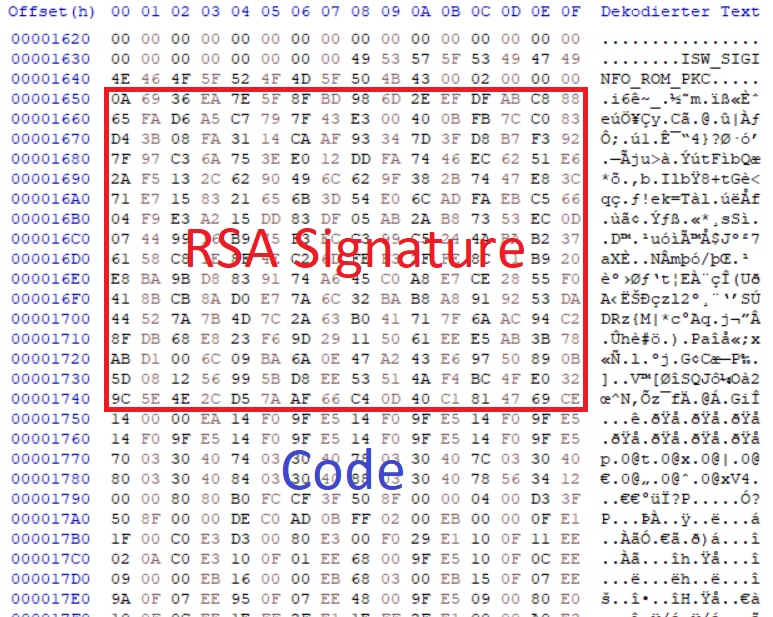 Offset(h) 00 01 02 03 04 05 06 07 08 09 0A 0B 0C 0D 0E 0F Dekodierter Text
00001620 00 00 00 00 00 00 00 00 00 00 00 00 00 00 00 00 ................
00001630 00 00 00 00 00 00 00 00 49 53 57 5F 53 49 47 49 ........ISW_SIGI
00001640 4E 46 4F 5F 52 4F 4D 5F 50 4B 43 00 02 00 00 00 NFO_ROM_PKC.....
00001650 0A 69 36 EA 7E 5F 8F BD 98 6D 2E EF DF AB C8 88 .i6ê~_.½˜m.ïß«Èˆ
00001660 65 FA D6 A5 C7 79 7F 43 E3 00 40 0B FB 7C C0 83 eúÖ¥Çy.Cã.@.û|Àƒ
00001670 D4 3B 08 FA 31 14 CA AF 93 34 7D 3F D8 B7 F3 92 Ô;.ú1.Ê¯“4}?Ø·ó’
00001680 7F 97 C3 6A 75 3E E0 12 DD FA 74 46 EC 62 51 E6 .—Ãju>à.ÝútFìbQæ
00001690 2A F5 13 2C 62 90 49 6C 62 9F 38 2B 74 47 E8 3C *õ.,b.IlbŸ8+tGè<
000016A0 71 E7 15 83 21 65 6B 3D 54 E0 6C AD FA EB C5 66 qç.ƒ!ek=Tàl.úëÅf
000016B0 04 F9 E3 A2 15 DD 83 DF 05 AB 2A B8 73 53 EC 0D .ùã¢.Ýƒß.«*¸sSì.
000016C0 07 44 99 B9 24 B2 37 .D™
000016D0 61 58 C8 B9 20 aXÈ
000016E0 E8 BA 9B D8 83 91 74 A6 45 C0 A8 E7 CE 28 55 F0 èº›Øƒ‘t¦EÀ¨çÎ(Uð
000016F0 41 8B CB 8A D0 E7 7A 6C 32 BA B8 A8 91 92 53 DA A‹ËŠÐçzl2º¸¨‘’SÚ
00001700 44 52 7A 7B 4D 7C 2A 63 B0 41 71 7F 6A AC 94 C2 DRz{M|*c°Aq.j¬”Â
00001710 8F DB 68 E8 23 F6 9D 29 11 50 61 EE E5 AB 3B 78 .Ûhè#ö.).Paîå«;x
00001720 AB D1 00 6C 09 BA 6A 0E 47 A2 43 E6 97 50 89 0B «Ñ.l.ºj.G¢Cæ—P‰.
00001730 5D 08 12 56 99 5B D8 EE 53 51 4A F4 BC 4F E0 32 ]..V™[ØîSQJô¼Oà2
00001740 9C 5E 4E 2C D5 7A AF 66 C4 0D 40 C1 81 47 69 CE œ^N,Õz¯fÄ.@Á.GiÎ
RSA Signature
00001750 14 00 00 EA 14 F0 9F E5 14 F0 9F E5 14 F0 9F E5 ...ê.ðŸå.ðŸå.ðŸå
00001760 14 F0 9F E5 14 F0 9F E5 14 F0 9F E5 14 F0 9F E5 .ðŸå.ðŸå.ðŸå.ðŸå
00001770 70 03 30 40 74 03 30 40 78 03 30 40 7C 03 30 40 p.0@t.0@x.0@|.0@
00001780 80 03 30 40 84 03 30 40 88 03 30 40 78 56 34 12 €.0@„.0@ˆ.0@xV4.
Code
00001790 00 00 80 80 B0 FC CF 3F 50 8F 00 00 04 00 D3 3F ..€€°üÏ?P.....Ó?
000017A0 50 8F 00 00 DE C0 AD 0B FF 02 00 EB 00 00 0F E1 P...ÞÀ..ÿ..ë...á
000017B0 1F 00 C0 E3 D3 00 80 E3 00 F0 29 E1 10 0F 11 EE ..ÀãÓ.€ã.ð)á...î
000017C0 02 0A C0 E3 10 0F 01 EE 68 00 9F E5 10 0F 0C EE ..Àã...îh.Ÿå...î
000017D0 09 00 00 EB 16 00 00 EB 68 03 00 EB 15 0F 07 EE ...ë...ëh..ë...î
000017E0 9A 0F 07 EE 95 0F 07 EE 48 00 9F E5 09 00 80 E0 š..î•..îH.Ÿå..€à